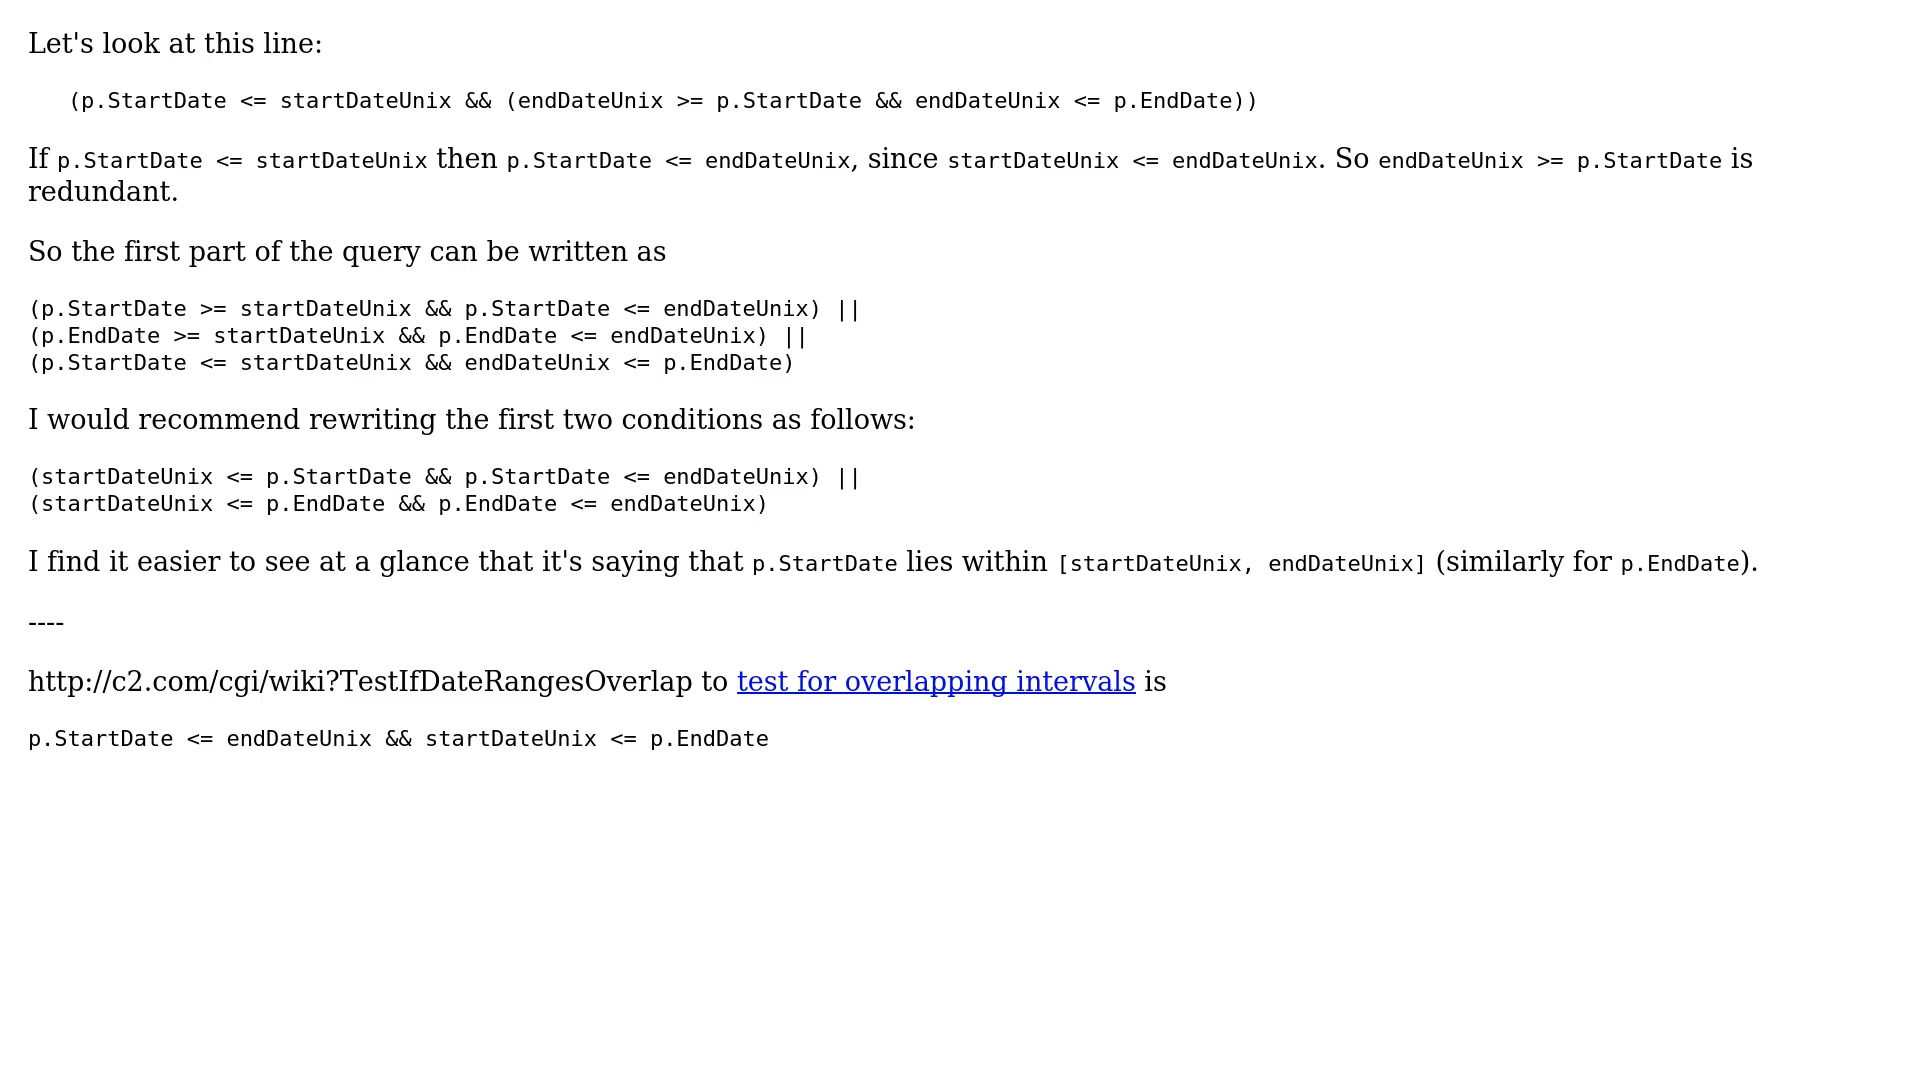 Let's look at this line:
(p.StartDate <= startDateUnix && (endDateUnix >= p.StartDate && endDateUnix <= p.EndDate))
If p.StartDate <= startDateUnix then p.StartDate <= endDateUnix, since startDateUnix <= endDateUnix. So endDateUnix >= p.StartDate is
redundant.
So the first part of the query can be written as
(p.StartDate >= startDateUnix && p.StartDate <= endDateUnix) ||
(p.EndDate >= startDateUnix && p.EndDate <= endDateUnix) ||
(p.StartDate <= startDateUnix && endDateUnix <= p.EndDate)
I would recommend rewriting the first two conditions as follows:
(startDateUnix <= p.StartDate && p.StartDate <= endDateUnix) ||
(startDateUnix <= p.EndDate && p.EndDate <= endDateUnix)
I find it easier to see at a glance that it's saying that p.StartDate lies within [startDateUnix, endDateUnix] (similarly for p.EndDate).
----
http://c2.com/cgi/wiki?TestIfDateRangesOverlap to test for overlapping intervals is
p.StartDate <= endDateUnix && startDateUnix <= p.EndDate